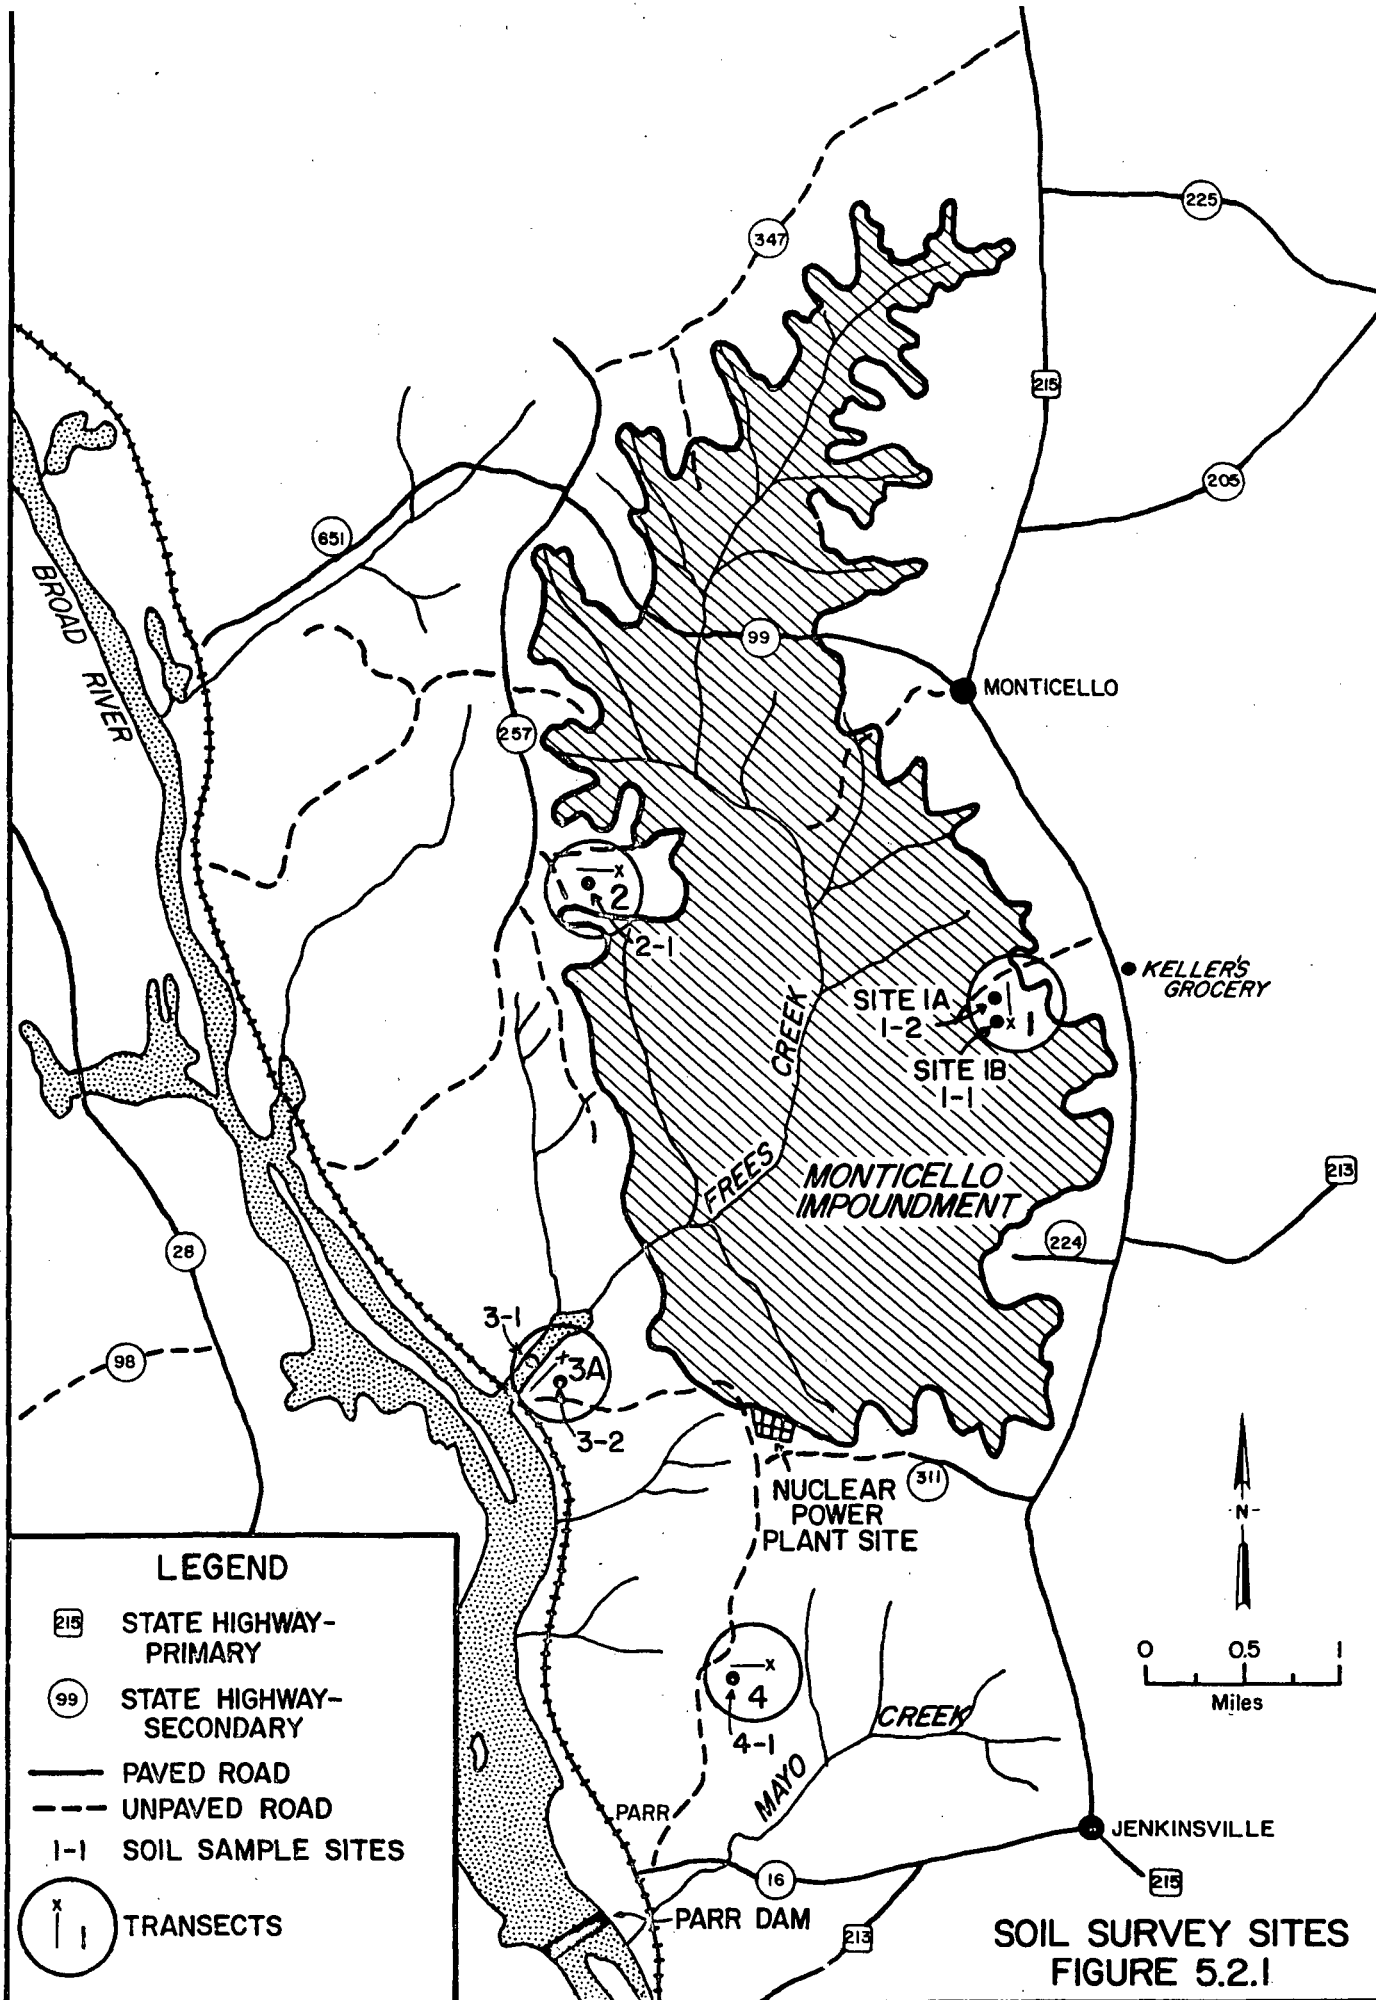 225
347
215
205
651
BROAD RIVER
99
MONTICELLO
257
2
2-1
KELLER'S
GROCERY
SITE 1A
1-2
x 1
SITE 1B
1-1
CREEK
FREES
MONTICELLO
IMPOUNDMENT
213
224
28
3-1
98
3A
3-2
311
NUCLEAR
POWER
PLANT SITE
-N-
LEGEND
215 STATE HIGHWAY-
PRIMARY
99 STATE HIGHWAY-
SECONDARY
PAVED ROAD
UNPAVED ROAD
1-1 SOIL SAMPLE SITES
x 1 TRANSECTS
0 0.5 1
Miles
x
4
4-1
CREEK
MAYO
PARR
JENKINSVILLE
16
215
PARR DAM
213
SOIL SURVEY SITES
FIGURE 5.2.1